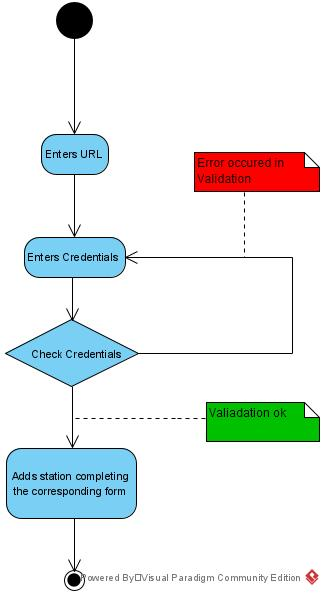 Enters URL
Error occured in
Validation
Enters Credentials
Check Credentials
Valiadation ok
Adds station completing
the corresponding form
Powered By Visual Paradigm Community Edition